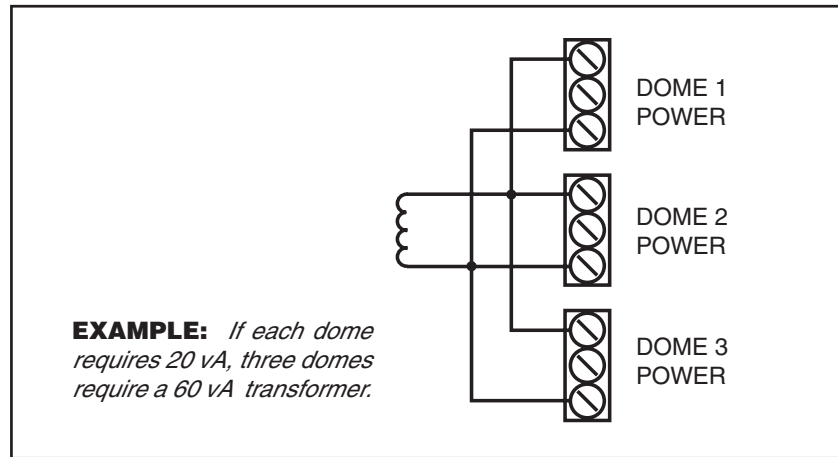 DOME 1
POWER
DOME 2
POWER
DOME 3
POWER
EXAMPLE: If each dome
requires 20 vA, three domes
require a 60 vA transformer.